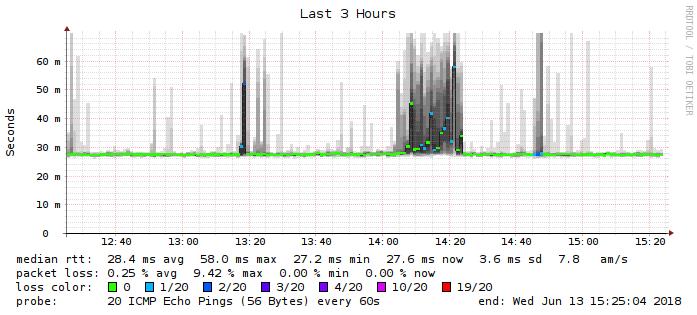 Last 3 Hours
RRDTOOL / TOBI OETIKER
Seconds
60 m
50 m
40 m
30 m
20 m
10 m
0
12:40 13:00 13:20 13:40 14:00 14:20 14:40 15:00 15:20
median rtt: 28.4 ms avg 58.0 ms max 27.2 ms min 27.6 ms now 3.6 ms sd 7.8 am/s
packet loss: 0.25 % avg 9.42 % max 0.00 % min 0.00 % now
loss color: 0 1/20 2/20 3/20 4/20 10/20 19/20
probe: 20 ICMP Echo Pings (56 Bytes) every 60s end: Wed Jun 13 15:25:04 2018